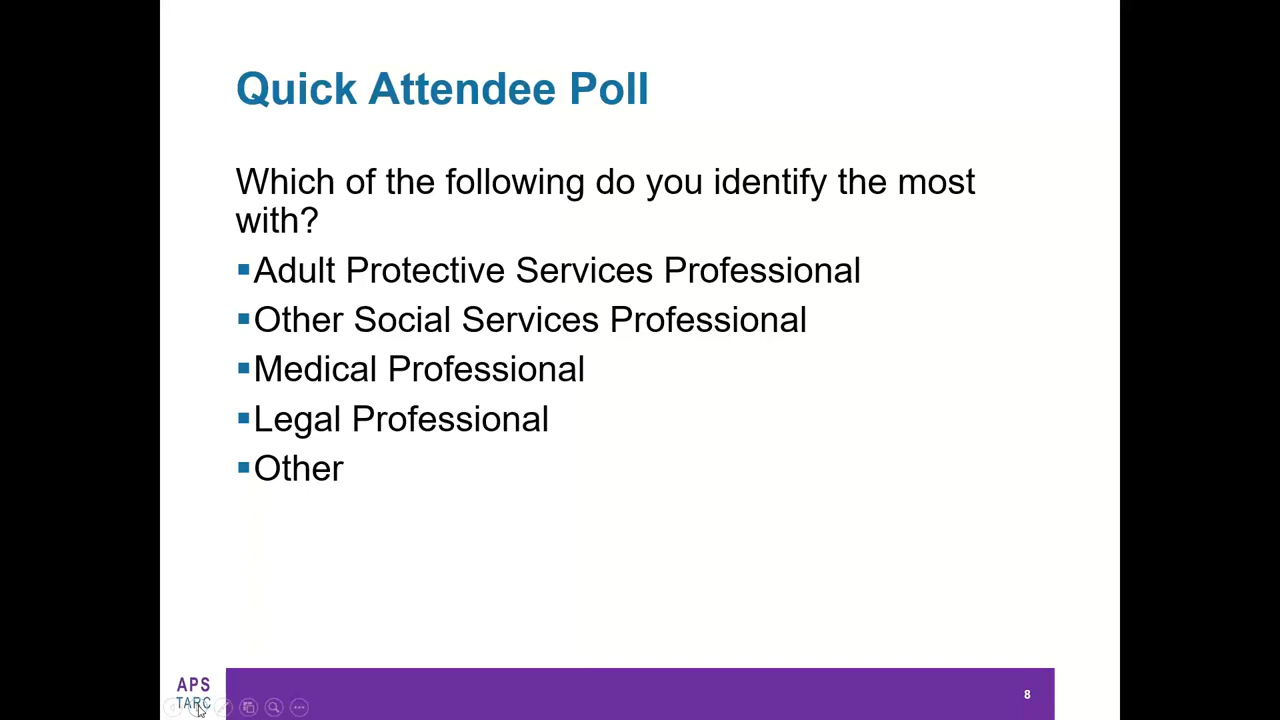 Quick Attendee Poll
Which of the following do you identify the most
with?
▪Adult Protective Services Professional
▪Other Social Services Professional
▪Medical Professional
▪Legal Professional
▪Other
APS
TARC
8